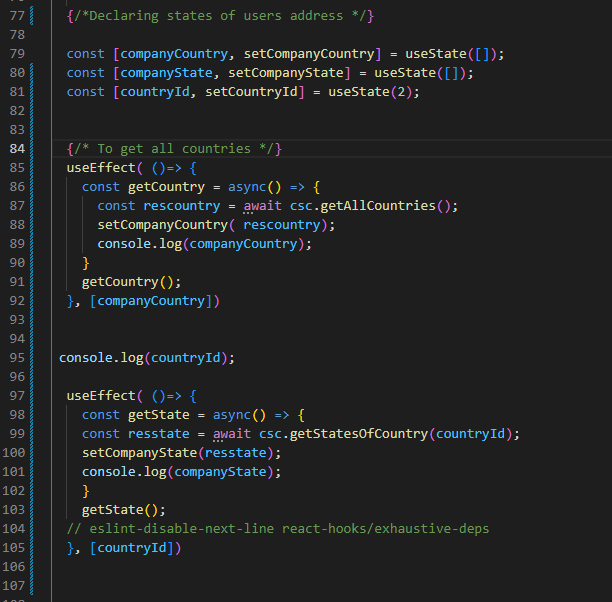 77 {/*Declaring states of users address */}
78
79 const [companyCountry, setCompanyCountry] = useState([]);
80 const [companyState, setCompanyState] = useState([]);
81 const [countryId, setCountryId] = useState(2);
82
83
84 {/* To get all countries */}
85 useEffect( ()=> {
86 const getCountry = async() => {
87 const rescountry = await csc.getAllCountries();
88 setCompanyCountry( rescountry);
89 console.log(companyCountry);
90 }
91 getCountry();
92 }, [companyCountry])
93
94
95 console.log(countryId);
96
97 useEffect( ()=> {
98 const getState = async() => {
99 const resstate = await csc.getStatesOfCountry(countryId);
100 setCompanyState(resstate);
101 console.log(companyState);
102 }
103 getState();
104 // eslint-disable-next-line react-hooks/exhaustive-deps
105 }, [countryId])
106
107